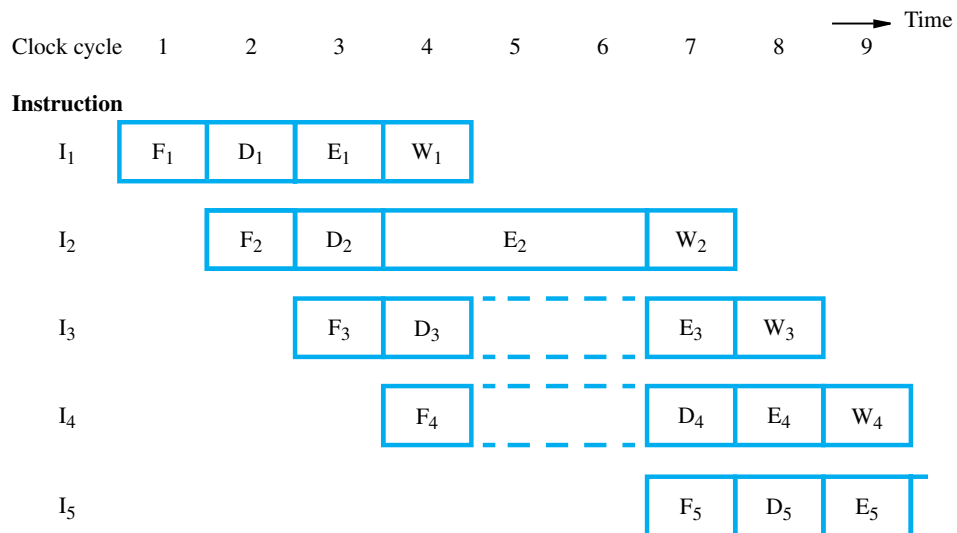 Time
Clock cycle 1 2 3 4 5 6 7 8 9
Instruction
I1 F1 D1 E1 W1
I2 F2 D2 E2 W2
I3 F3 D3 E3 W3
I4 F4 D4 E4 W4
I5 F5 D5 E5